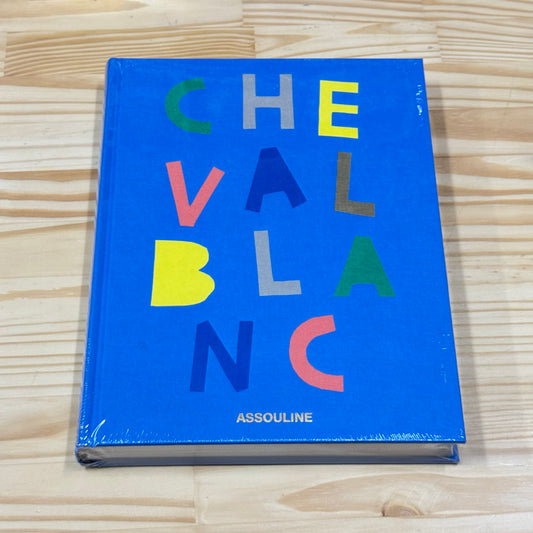 CHE
VAL
BLA
NC
ASSOULINE